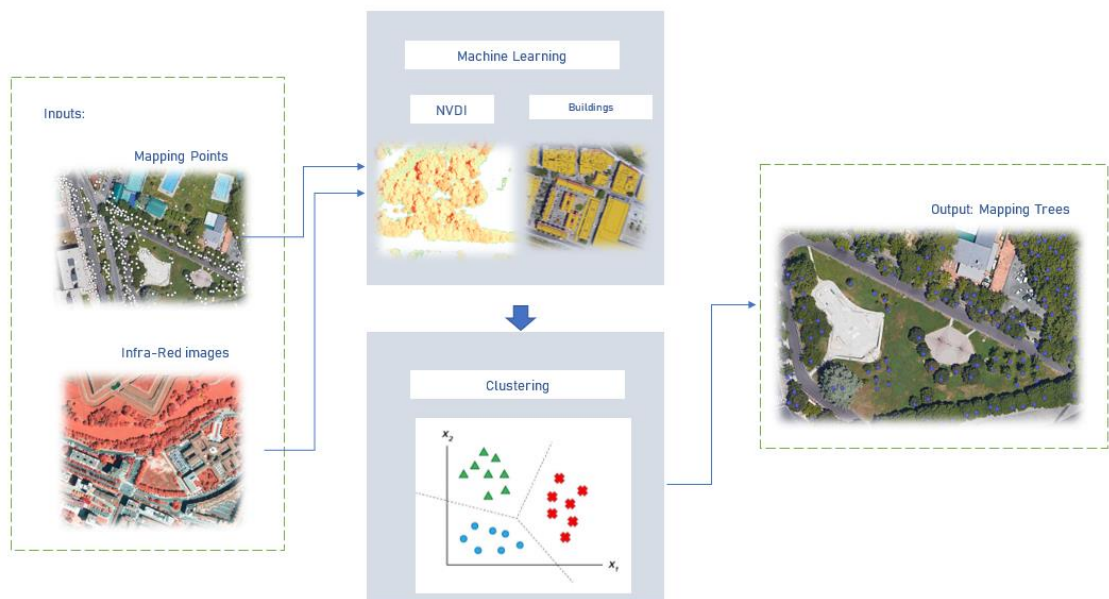 Inputs:
Mapping Points
Infra-Red images
Machine Learning
NVDI
Buildings
Clustering
X2
X1
Output: Mapping Trees